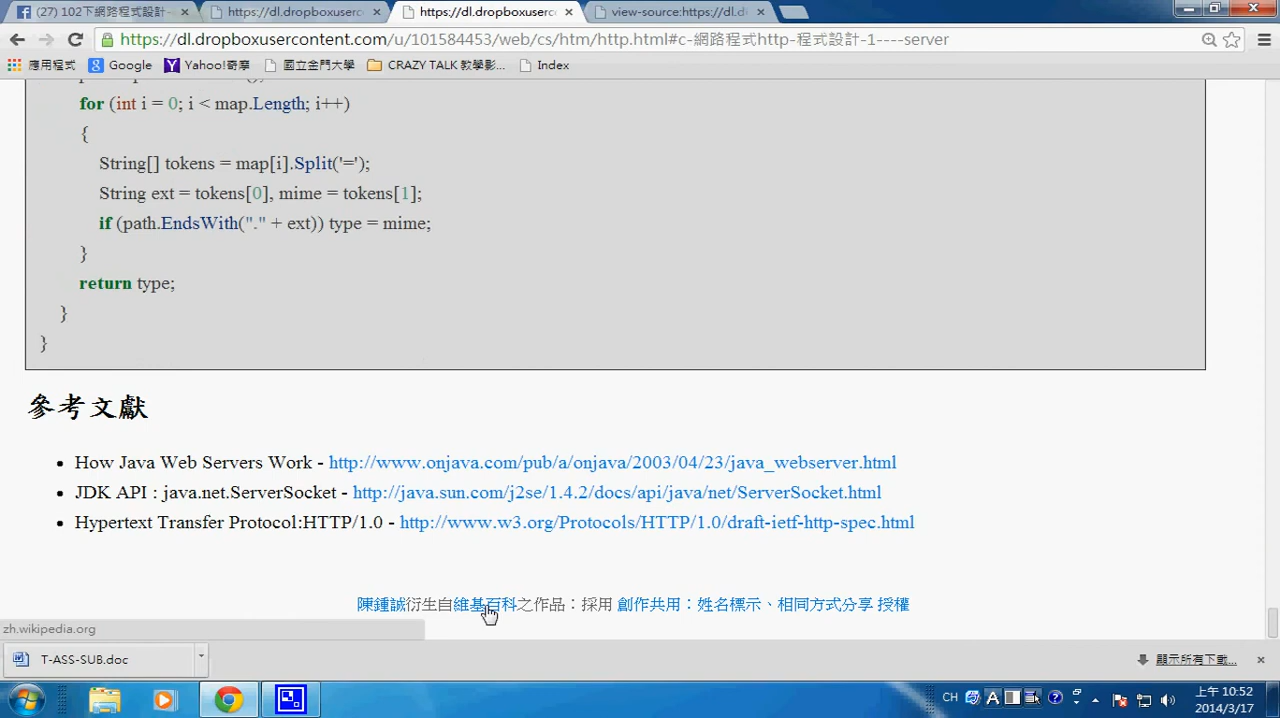 (27) 102下網路程式設計-
https://dl.dropboxuserc
https://dl.dropboxuserc
view-source:https://dl.d
https://dl.dropboxusercontent.com/u/101584453/web/cs/htm/http.html#c-網路程式http-程式設計-1----server
應用程式
Google
Yahoo!奇摩
國立金門大學
CRAZY TALK 教學影...
Index
for (int i = 0; i < map.Length; i++)
{
String[] tokens = map[i].Split('=');
String ext = tokens[0], mime = tokens[1];
if (path.EndsWith("." + ext)) type = mime;
}
return type;
}
}
參考文獻
• How Java Web Servers Work - http://www.onjava.com/pub/a/onjava/2003/04/23/java_webserver.html
• JDK API : java.net.ServerSocket - http://java.sun.com/j2se/1.4.2/docs/api/java/net/ServerSocket.html
• Hypertext Transfer Protocol:HTTP/1.0 - http://www.w3.org/Protocols/HTTP/1.0/draft-ietf-http-spec.html
陳鍾誠衍生自維基百科之作品：採用 創作共用：姓名標示、相同方式分享 授權
zh.wikipedia.org
T-ASS-SUB.doc
顯示所有下載...
CH
A
上午 10:52
2014/3/17